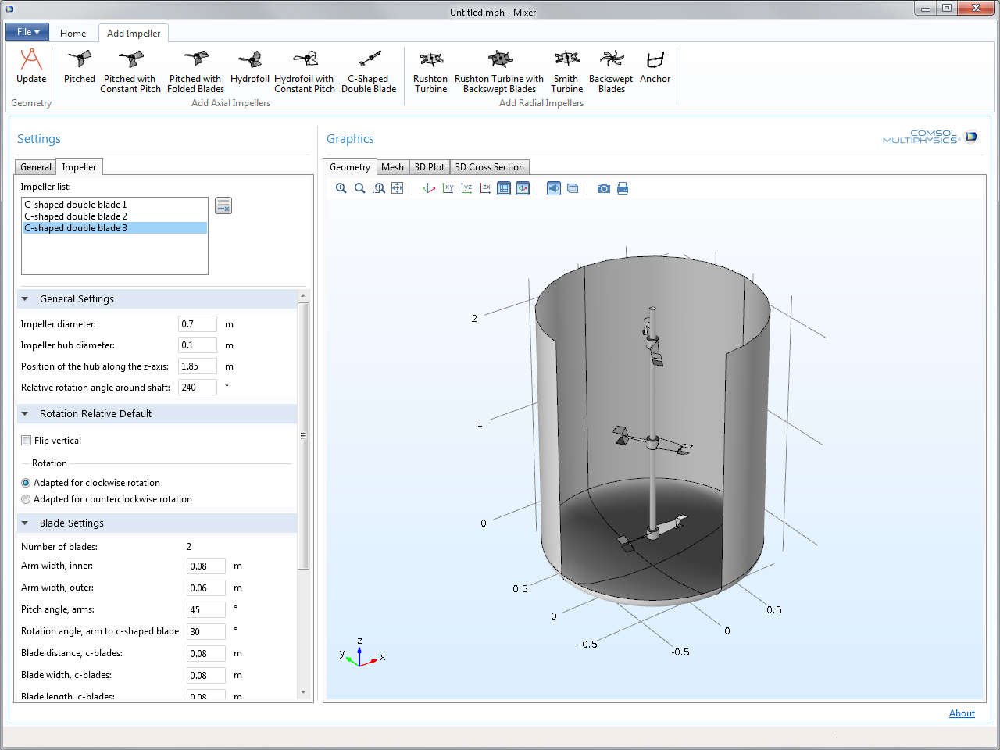 Untitled.mph - Mixer
File
Home
Add Impeller
Update
Pitched
Pitched with
Constant Pitch
Pitched with
Folded Blades
Hydrofoil
Hydrofoil with
Constant Pitch
C-Shaped
Double Blade
Rushton
Turbine
Rushton Turbine with
Backswept Blades
Smith
Turbine
Backswept
Blades
Anchor
Geometry
Add Axial Impellers
Add Radial Impellers
Settings
General
Impeller
Impeller list:
C-shaped double blade 1
C-shaped double blade 2
C-shaped double blade 3
General Settings
Impeller diameter: 0.7 m
Impeller hub diameter: 0.1 m
Position of the hub along the z-axis: 1.85 m
Relative rotation angle around shaft: 240 °
Rotation Relative Default
Flip vertical
Rotation
Adapted for clockwise rotation
Adapted for counterclockwise rotation
Blade Settings
Number of blades: 2
Arm width, inner: 0.08 m
Arm width, outer: 0.06 m
Pitch angle, arms: 45 °
Rotation angle, arm to c-shaped blade 30 °
Blade distance, c-blades: 0.08 m
Blade width, c-blades: 0.08 m
Blade length, c-blades: 0.08 m
Graphics
COMSOL
MULTIPHYSICS®
Geometry
Mesh
3D Plot
3D Cross Section
xy
yz
zx
2
1
0
0.5
0
-0.5
0.5
0
-0.5
z
y
x
About